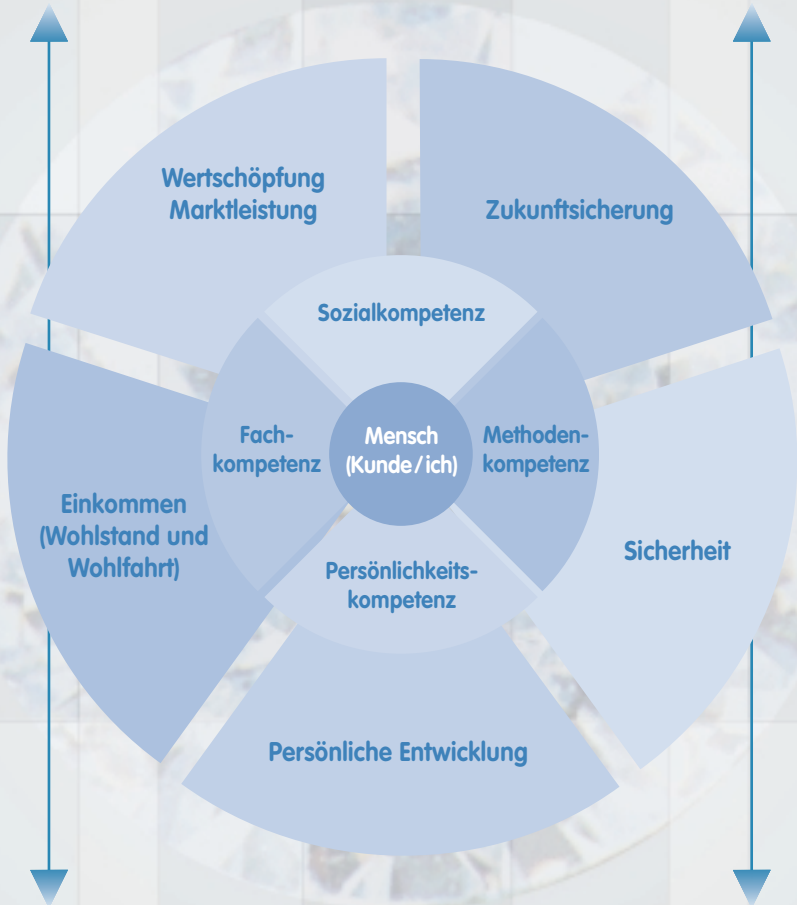 Wertschöpfung
Marktleistung
Zukunftsicherung
Sozialkompetenz
Fach-
kompetenz
Mensch
(Kunde/ich)
Methoden-
kompetenz
Einkommen
(Wohlstand und
Wohlfahrt)
Sicherheit
Persönlichkeits-
kompetenz
Persönliche Entwicklung